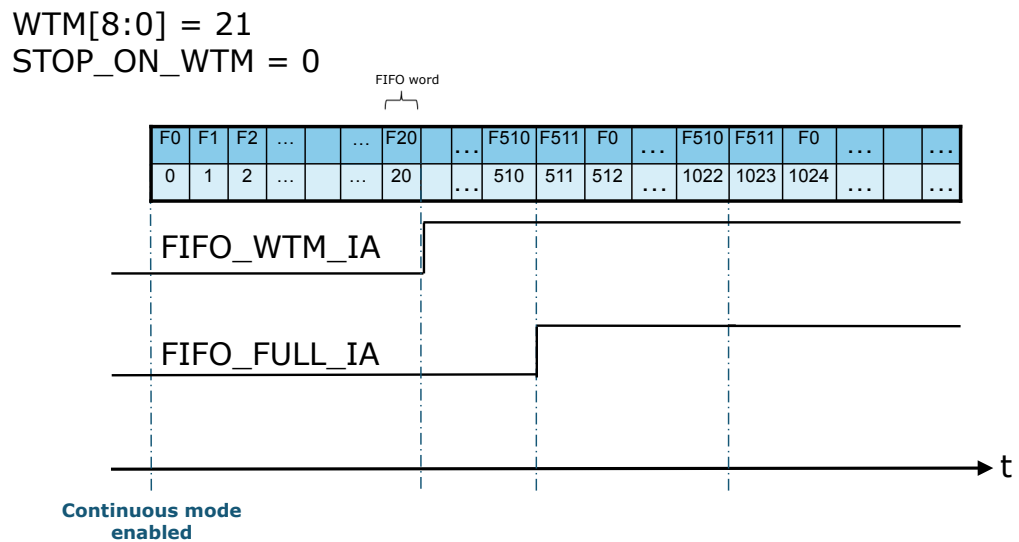 WTM[8:0] = 21
STOP_ON_WTM = 0
FIFO word
F0 F1 F2 ... ... F20 ... F510 F511 F0 ... F510 F511 F0 ... ...
0 1 2 ... ... 20 ... 510 511 512 ... 1022 1023 1024 ... ...
FIFO_WTM_IA
FIFO_FULL_IA
t
Continuous mode
enabled